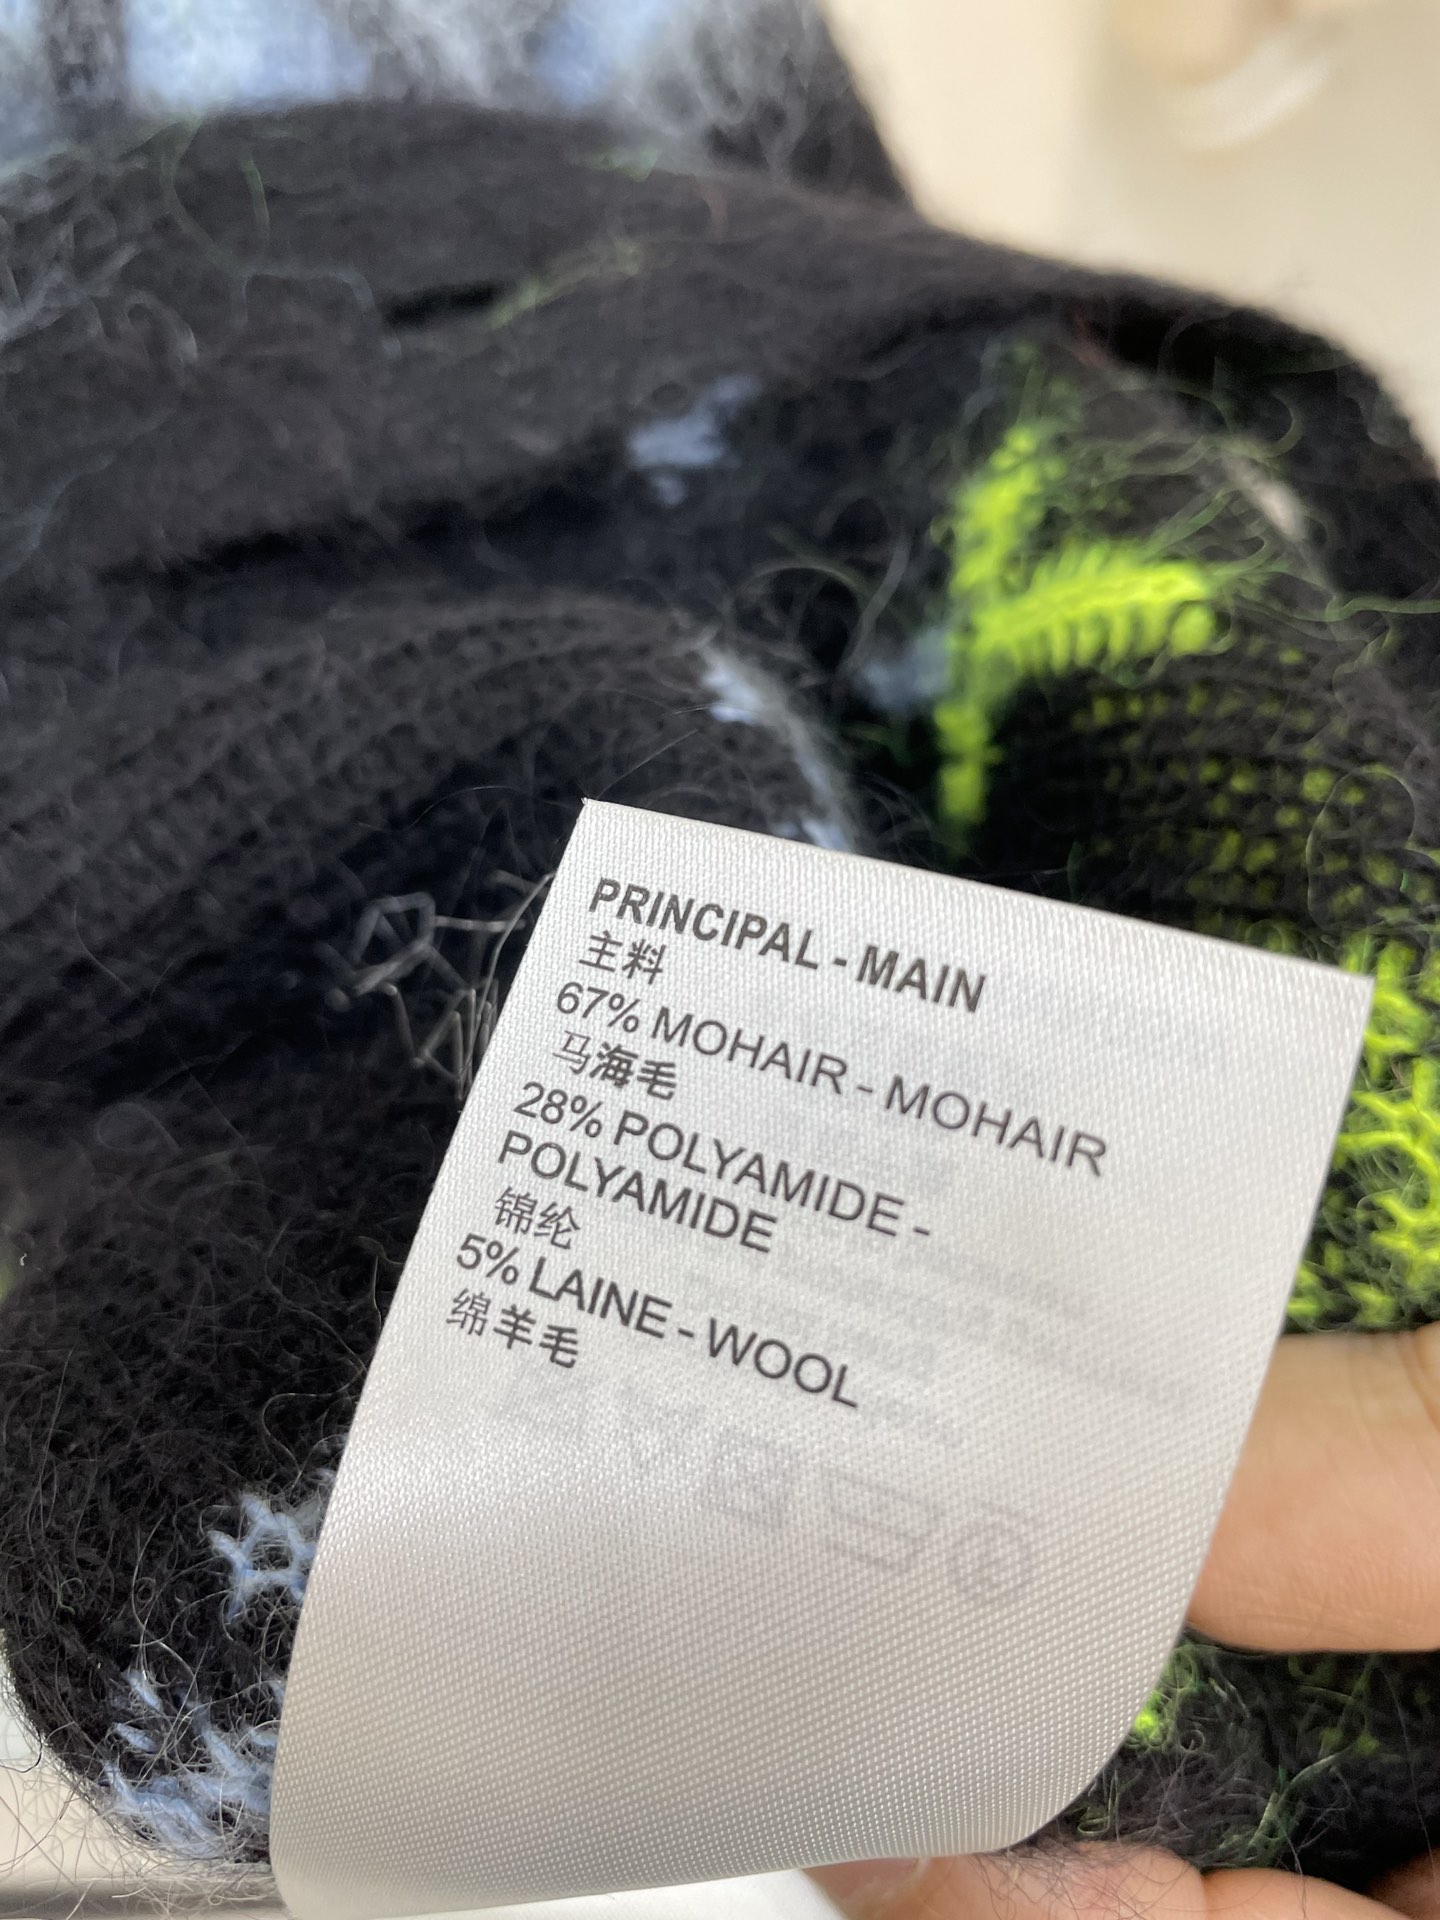 PRINCIPAL - MAIN
主料
67% MOHAIR - MOHAIR
马海毛
28% POLYAMIDE -
POLYAMIDE
锦纶
5% LAINE - WOOL
绵羊毛